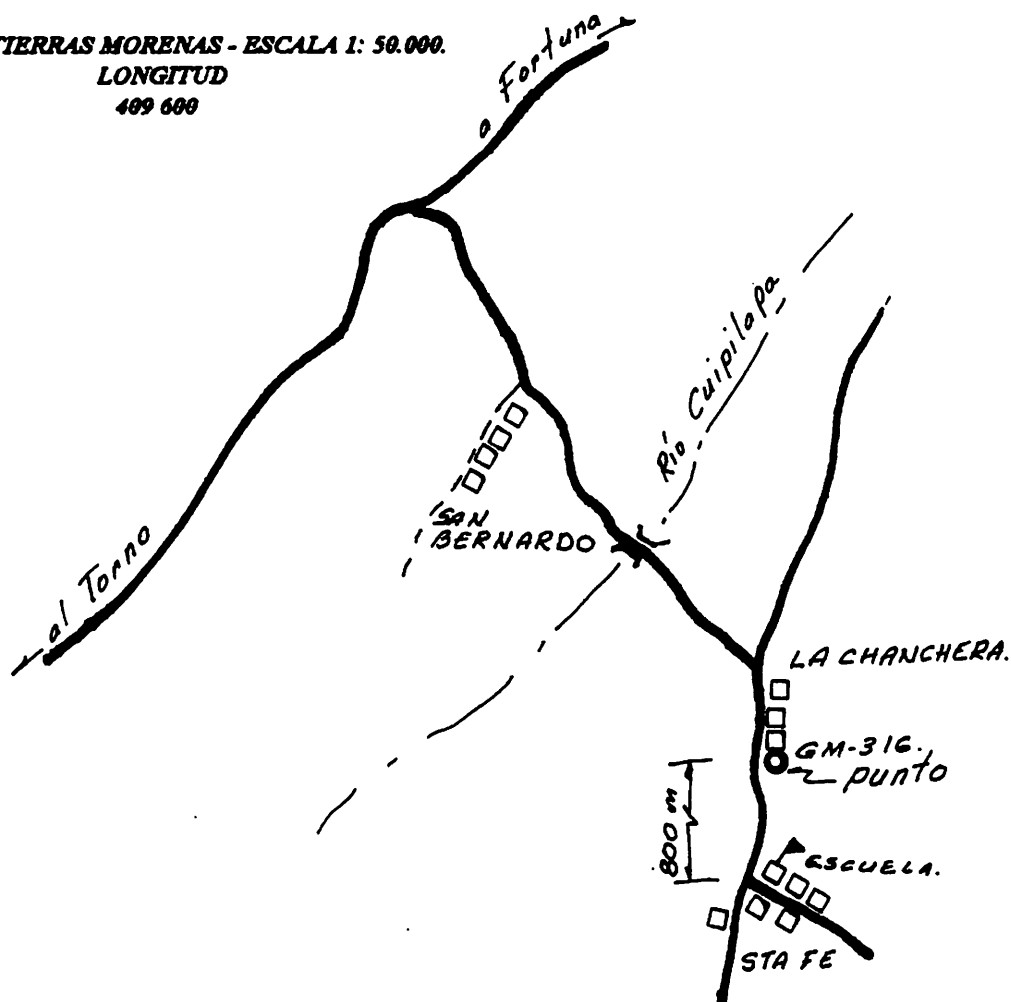 TIERRAS MORENAS - ESCALA 1: 50.000.
LONGITUD
409 600
a Fortuna
Río Cuipilapa
SAN
BERNARDO
al Torno
LA CHANCHERA.
GM-316.
punto
800 m
ESCUELA.
STA FE